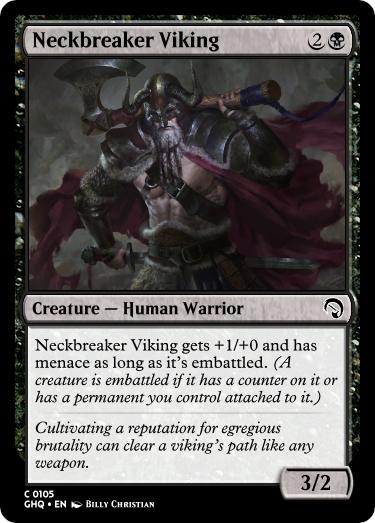 Neckbreaker Viking 2
Creature — Human Warrior
Neckbreaker Viking gets +1/+0 and has
menace as long as it's embattled. (A
creature is embattled if it has a counter on it or
has a permanent you control attached to it.)
Cultivating a reputation for egregious
brutality can clear a viking's path like any
weapon.
3/2
C 0105
GHQ • EN Billy Christian